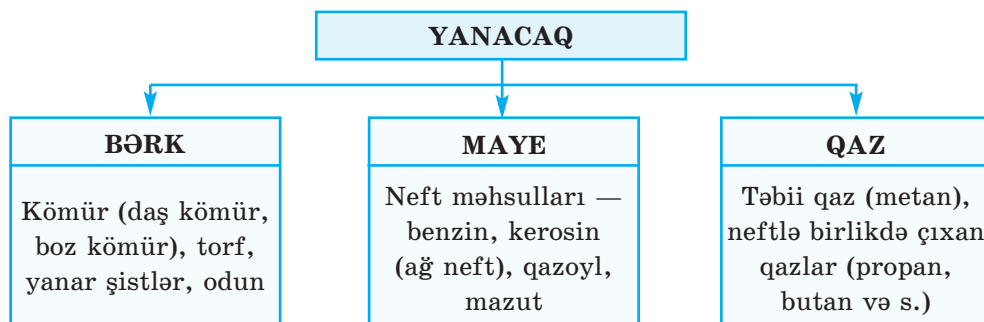 YANACAQ
BƏRK
Kömür (daş kömür,
boz kömür), torf,
yanar şistlər, odun
MAYE
Neft məhsulları —
benzin, kerosin
(ağ neft), qazoyl,
mazut
QAZ
Təbii qaz (metan),
neftlə birlikdə çıxan
qazlar (propan,
butan və s.)